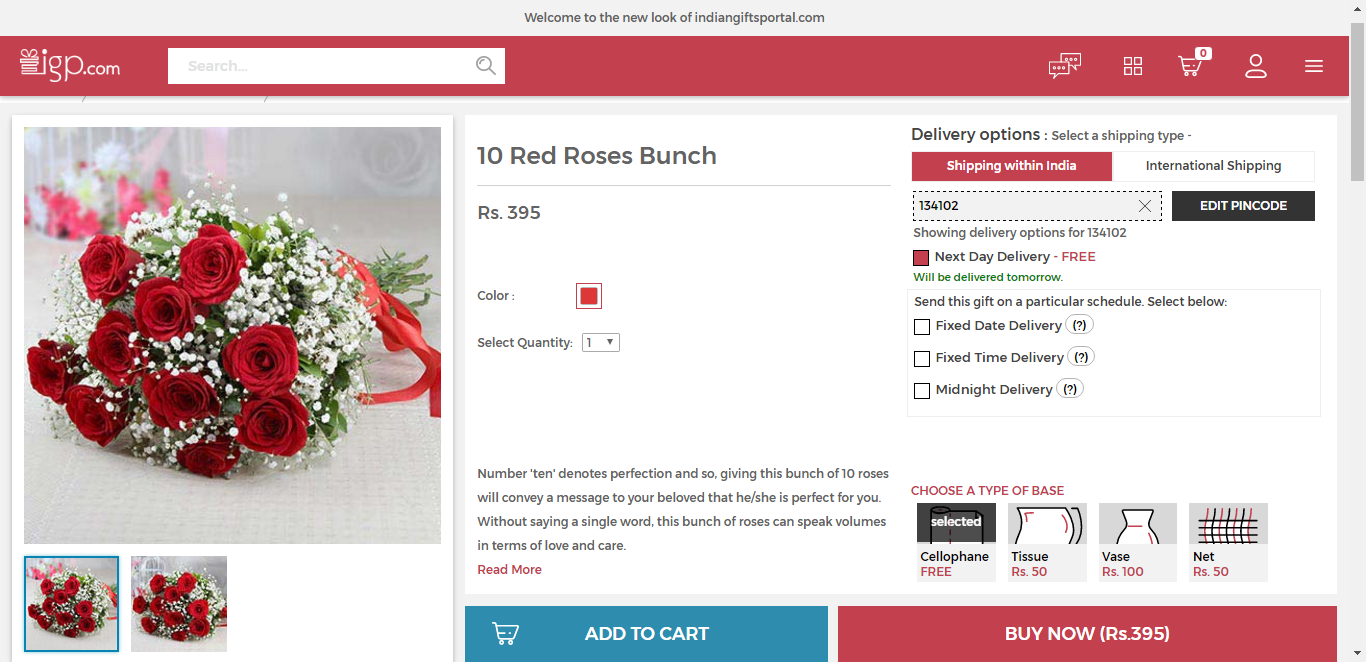 Welcome to the new look of indiangiftsportal.com
igp.com
Search...
0
10 Red Roses Bunch
Rs. 395
Color :
Select Quantity: 1
Number 'ten' denotes perfection and so, giving this bunch of 10 roses
will convey a message to your beloved that he/she is perfect for you.
Without saying a single word, this bunch of roses can speak volumes
in terms of love and care.
Read More
Delivery options : Select a shipping type -
Shipping within India
International Shipping
134102
EDIT PINCODE
Showing delivery options for 134102
Next Day Delivery - FREE
Will be delivered tomorrow.
Send this gift on a particular schedule. Select below:
Fixed Date Delivery (?)
Fixed Time Delivery (?)
Midnight Delivery (?)
CHOOSE A TYPE OF BASE
selected
Cellophane
FREE
Tissue
Rs. 50
Vase
Rs. 100
Net
Rs. 50
ADD TO CART
BUY NOW (Rs.395)